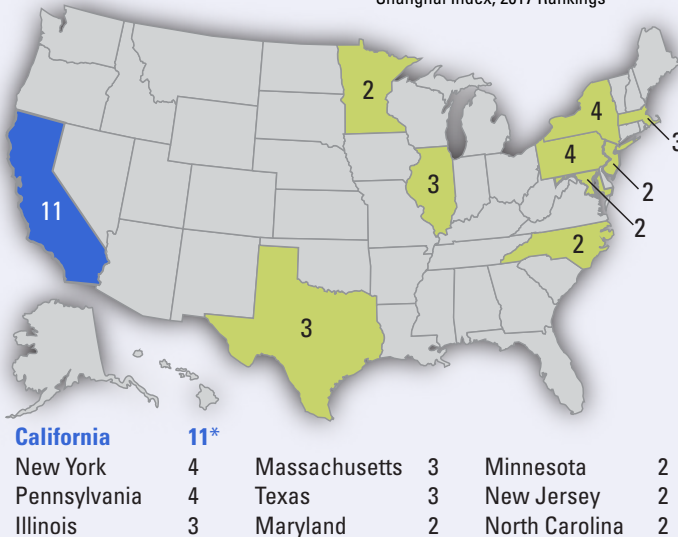 Shanghai Index, 2017 Rankings
2
4
3
4
3
2
11
2
2
3
California 11*
New York 4 Massachusetts 3 Minnesota 2
Pennsylvania 4 Texas 3 New Jersey 2
Illinois 3 Maryland 2 North Carolina 2